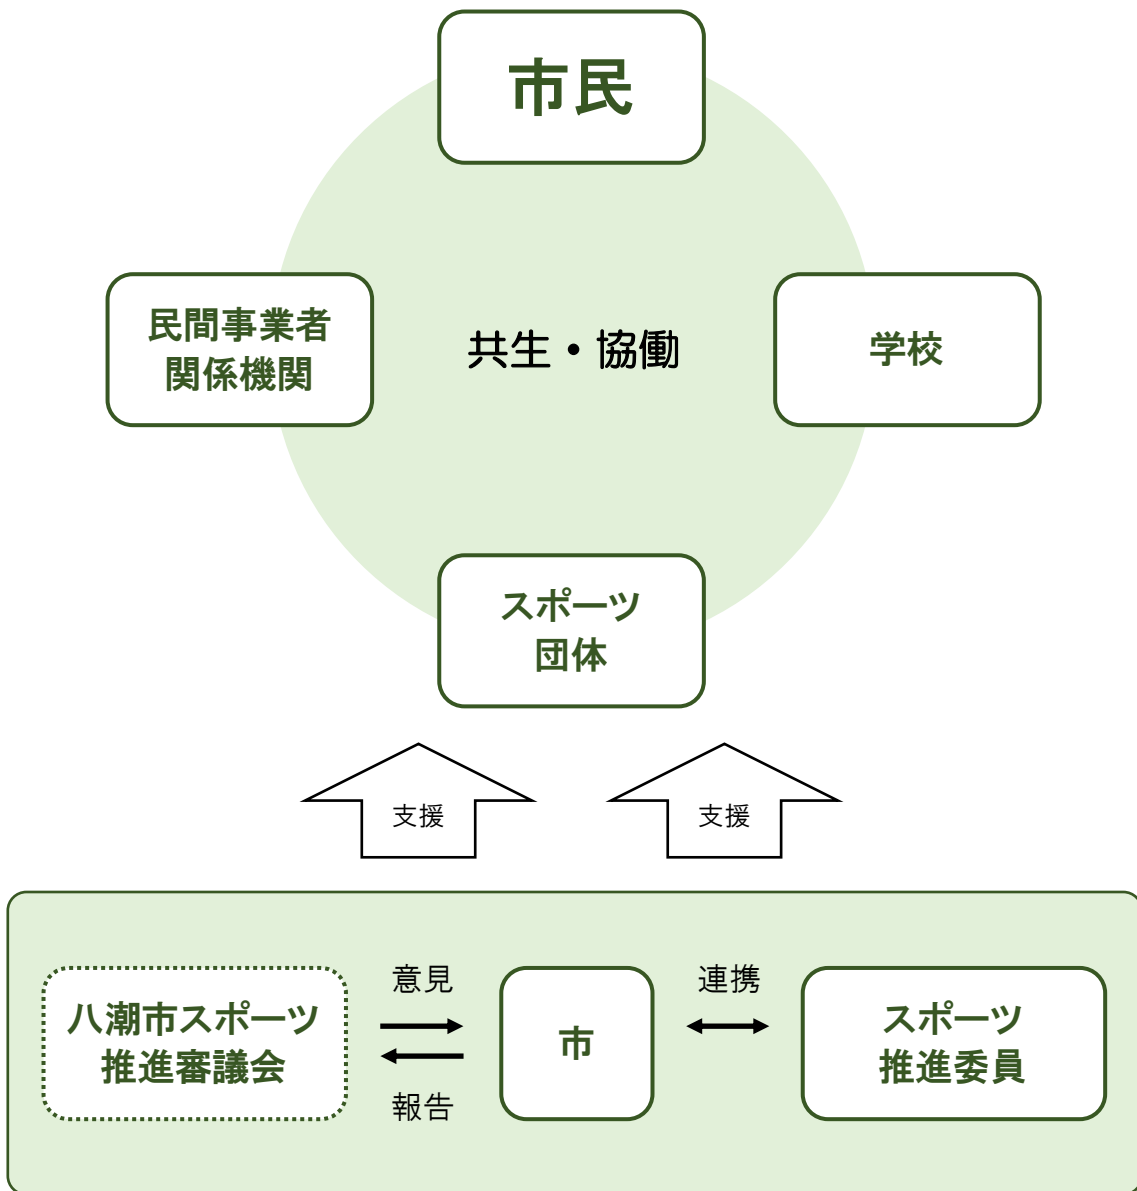 市民
民間事業者
関係機関
共生・協働
学校
スポーツ
団体
支援
支援
八潮市スポーツ
推進審議会
意見
報告
市
連携
スポーツ
推進委員